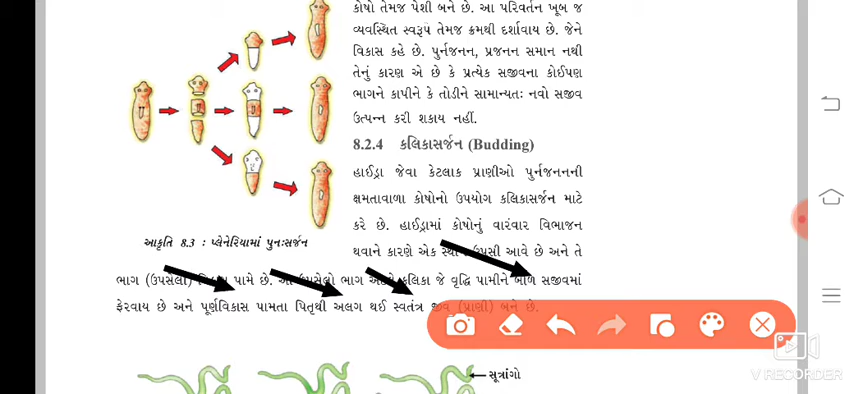 કોષો તેમજ પેશી બને છે. આ પરિવર્તન ખૂબ જ
વ્યવસ્થિત સ્વરૂપે તેમજ ક્રમથી દર્શાવાય છે. જેને
વિકાસ કહે છે. પુર્નજનન, પ્રજનન સમાન નથી
તેનું કારણ એ છે કે પ્રત્યેક સજીવના કોઈપણ
ભાગને કાપીને કે તોડીને સામાન્યતઃ નવો સજીવ
ઉત્પન્ન કરી શકાય નહીં.
8.2.4 કલિકાસર્જન (Budding)
હાઈડ્રા જેવા કેટલાક પ્રાણીઓ પુર્નજનનની
ક્ષમતાવાળા કોષોનો ઉપયોગ કલિકાસર્જન માટે
કરે છે. હાઈડ્રામાં કોષોનું વારંવાર વિભાજન
આકૃતિ 8.3 : પ્લેનેરિયામાં પુનઃસર્જન
થવાને કારણે એક ઉપસી આવે છે અને તે
ભાગ (ઉપસેલો) પામે છે. ઉપસેલો ભાગ કલિકા જે વૃદ્ધિ પામીને સજીવમાં
ફેરવાય છે અને પૂર્ણવિકાસ પામતા પિતૃથી અલગ થઈ સ્વતંત્ર જીવ (પ્રાણી) બને છે.
સૂત્રાંગો
V RECORDER